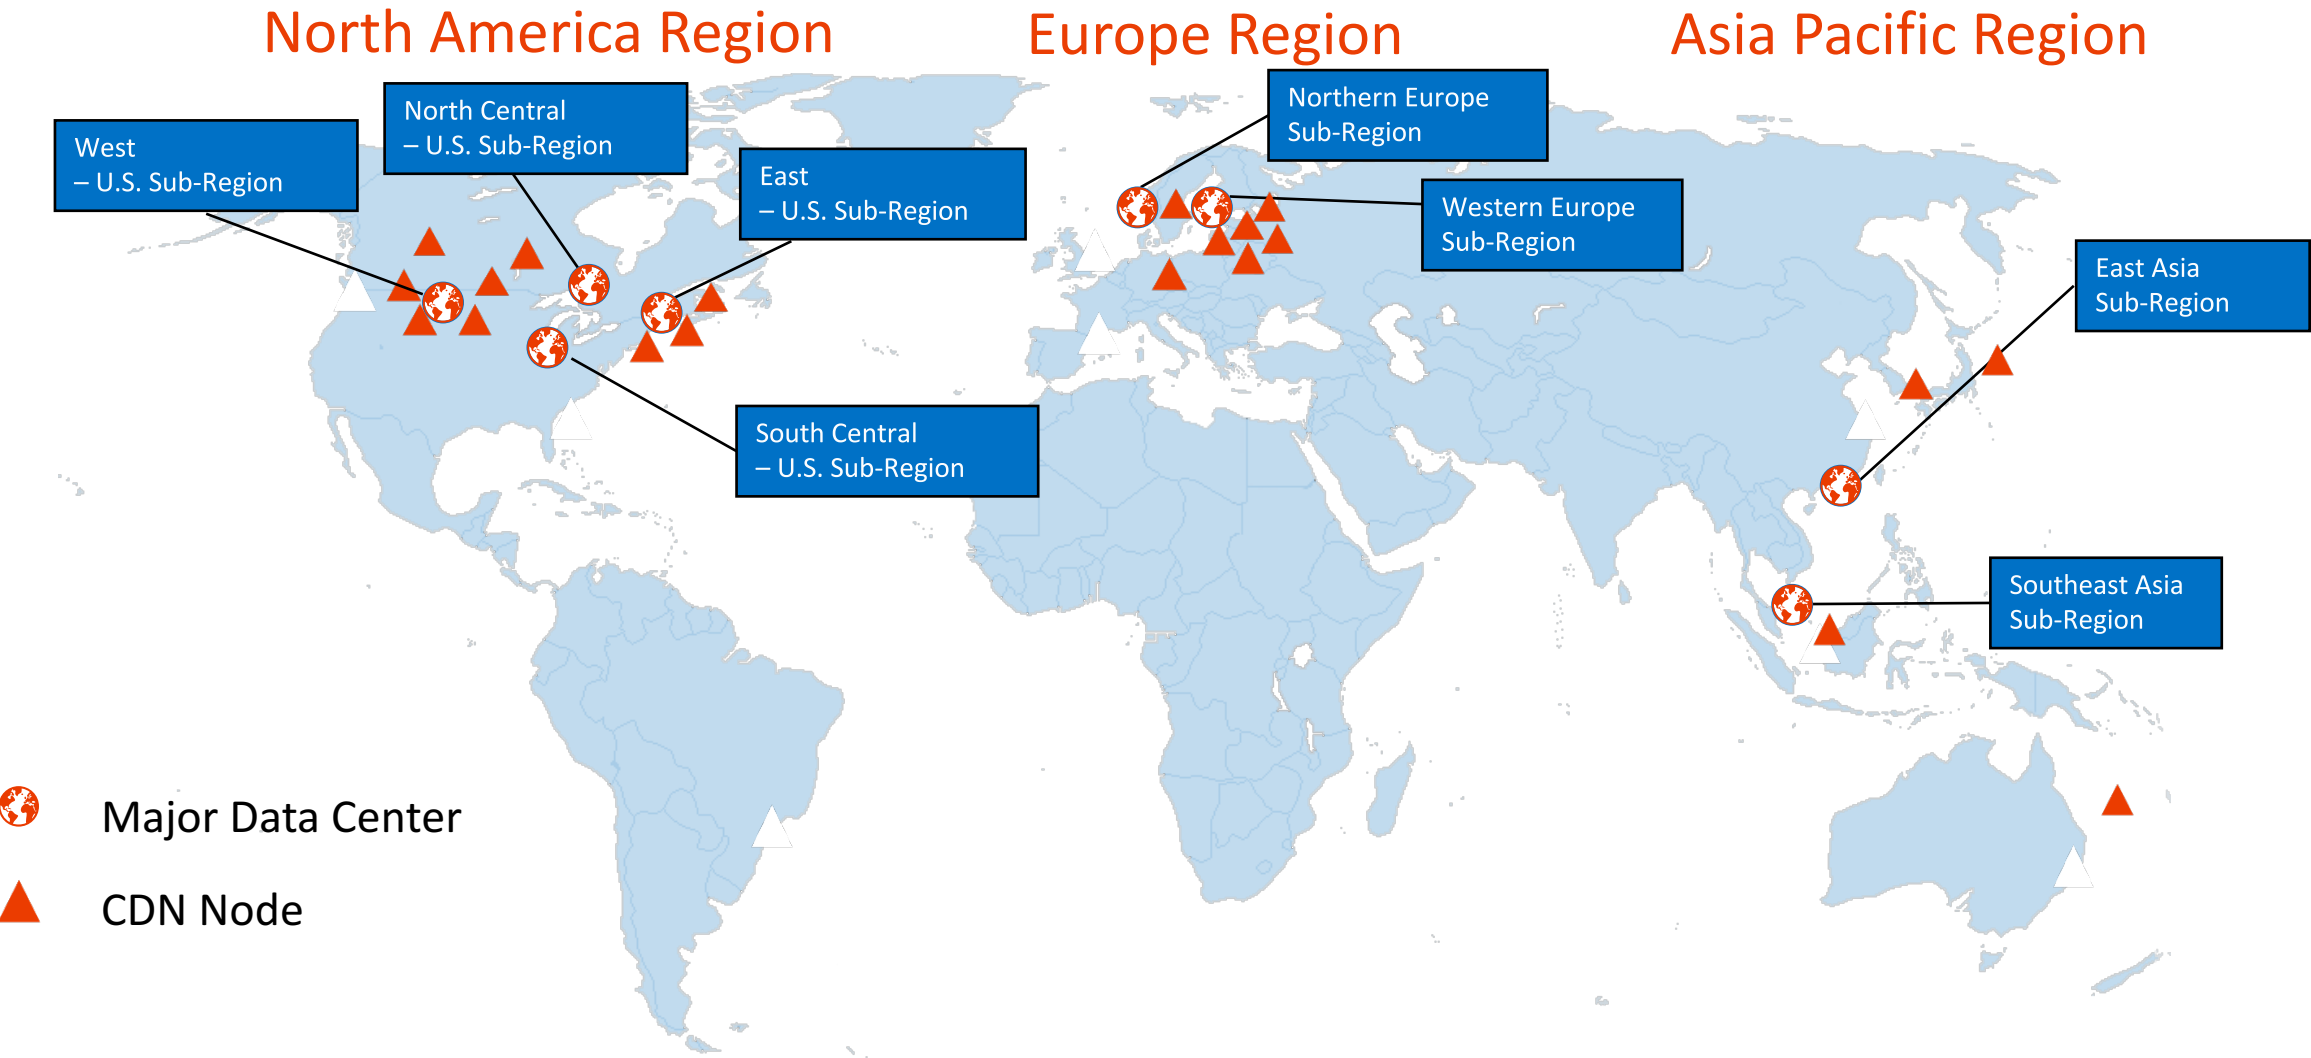 North America Region
Europe Region
Asia Pacific Region
North Central
– U.S. Sub-Region
West
– U.S. Sub-Region
East
– U.S. Sub-Region
Northern Europe
Sub-Region
Western Europe
Sub-Region
East Asia
Sub-Region
South Central
– U.S. Sub-Region
Southeast Asia
Sub-Region
Major Data Center
CDN Node